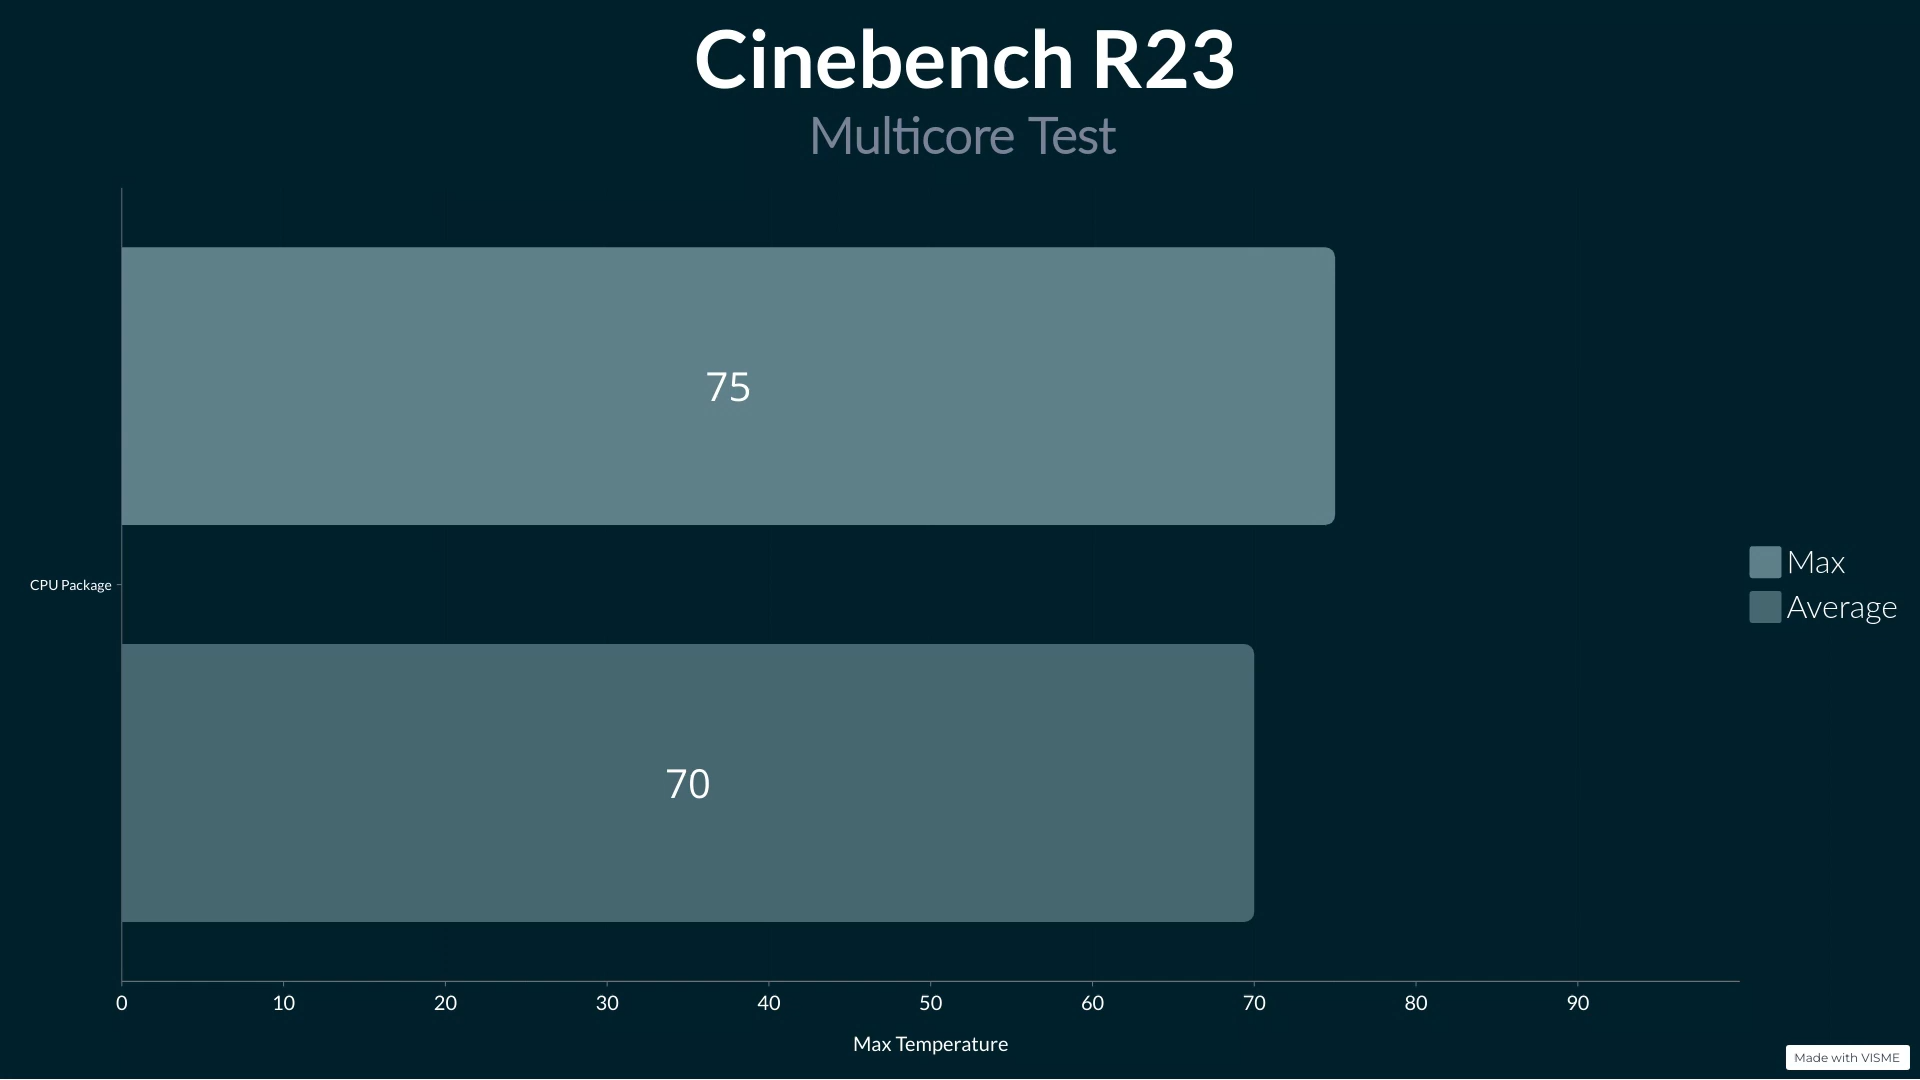 Cinebench R23
Multicore Test
75
CPU Package
Max
Average
70
0 10 20 30 40 50 60 70 80 90
Max Temperature
Made with VISME